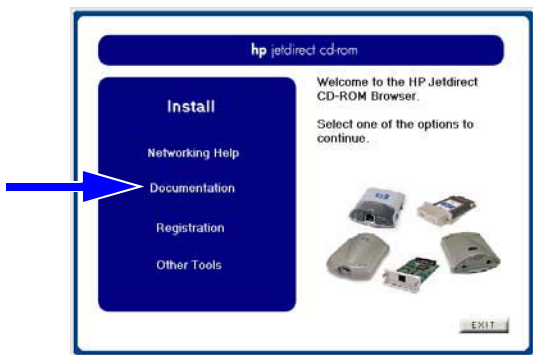 hp jetdirect cd-rom
Install
Networking Help
Documentation
Registration
Other Tools
Welcome to the HP Jetdirect
CD-ROM Browser.
Select one of the options to
continue.
EXIT